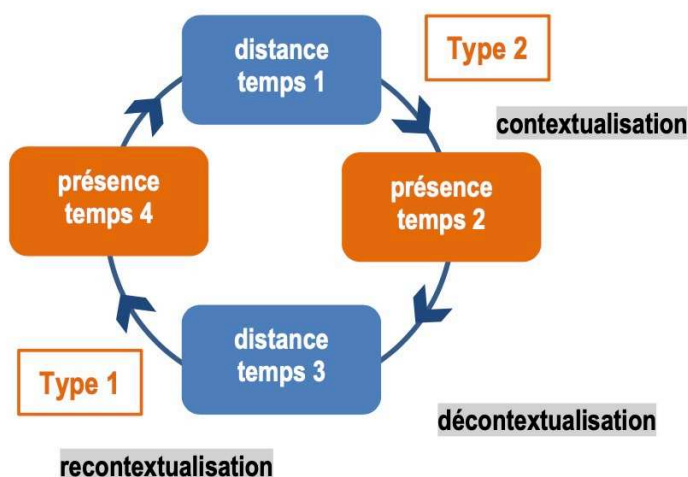 distance
temps 1
Type 2
contextualisation
présence
temps 4
présence
temps 2
distance
temps 3
Type 1
décontextualisation
recontextualisation